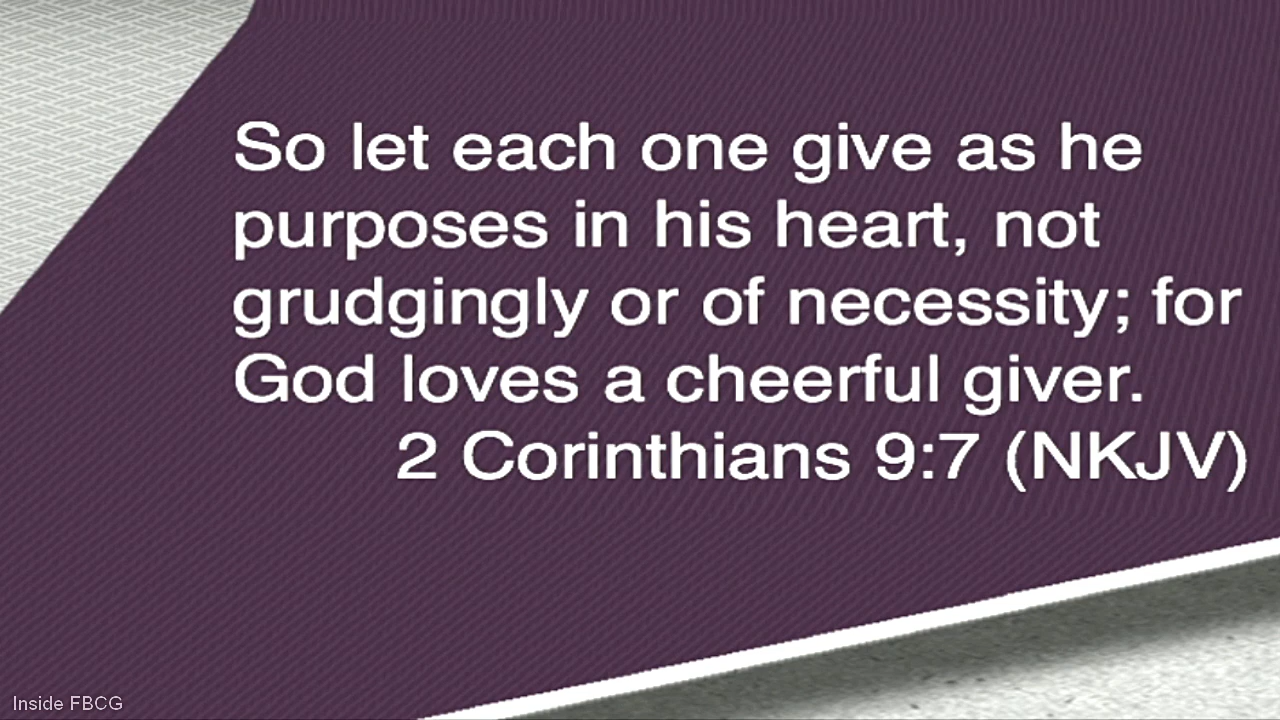 So let each one give as he
purposes in his heart, not
grudgingly or of necessity; for
God loves a cheerful giver.
2 Corinthians 9:7 (NKJV)
Inside FBCG